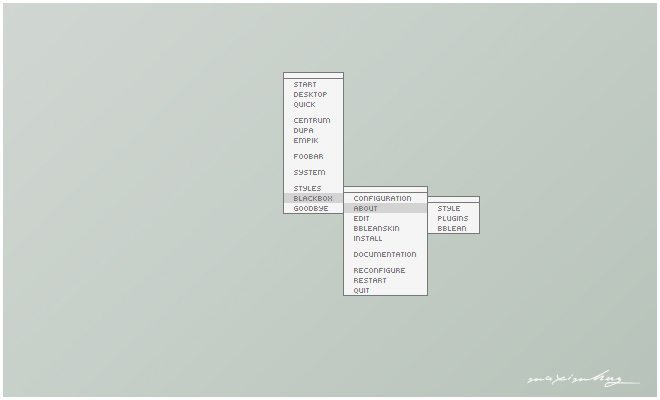 START
DESKTOP
QUICK
CENTRUM
DUPA
EMPIK
FOOBAR
SYSTEM
STYLES
BLACKBOX
GOODBYE
CONFIGURATION
ABOUT
EDIT
BBLEANSKIN
INSTALL
DOCUMENTATION
RECONFIGURE
RESTART
QUIT
STYLE
PLUGINS
BBLEAN